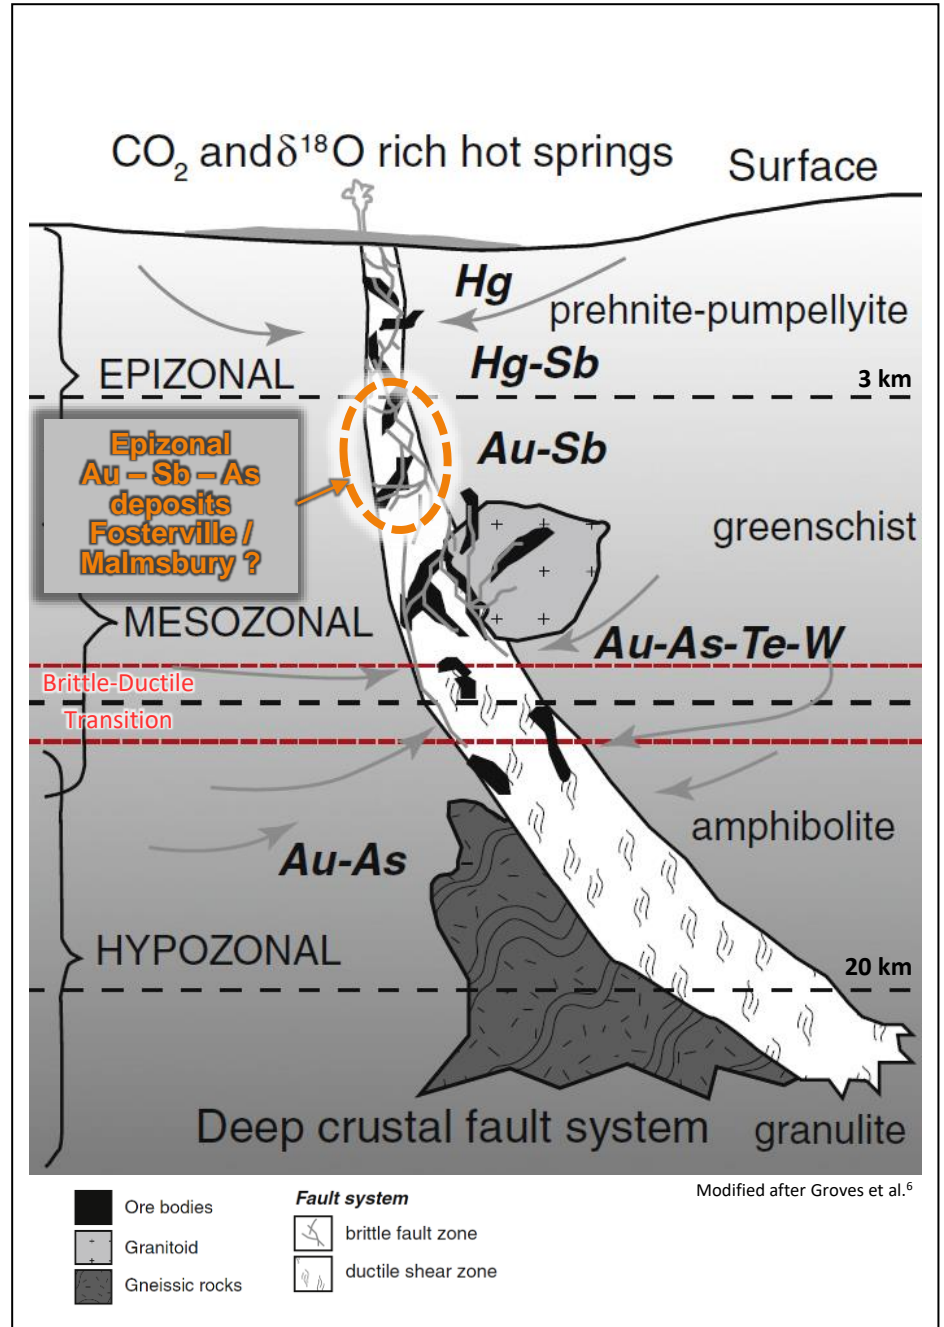 CO₂ and δ¹⁸O rich hot springs
Surface
Hg
prehnite-pumpellyite
Hg-Sb
3 km
EPIZONAL
Epizonal
Au – Sb – As
deposits
Fosterville /
Malmsbury ?
Au-Sb
greenschist
MESOZONAL
Au-As-Te-W
Brittle-Ductile
Transition
amphibolite
Au-As
HYPOZONAL
20 km
Deep crustal fault system
granulite
Modified after Groves et al.⁶
Ore bodies
Granitoid
Gneissic rocks
Fault system
brittle fault zone
ductile shear zone